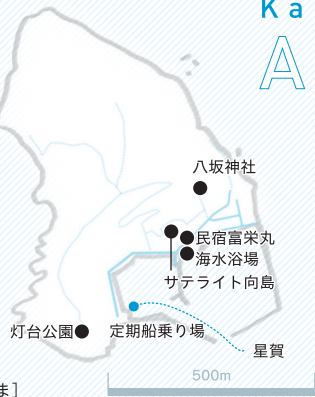 Ka
A
八坂神社
民宿富栄丸
海水浴場
サテライト向島
灯台公園
定期船乗り場
星賀
500m
ま]